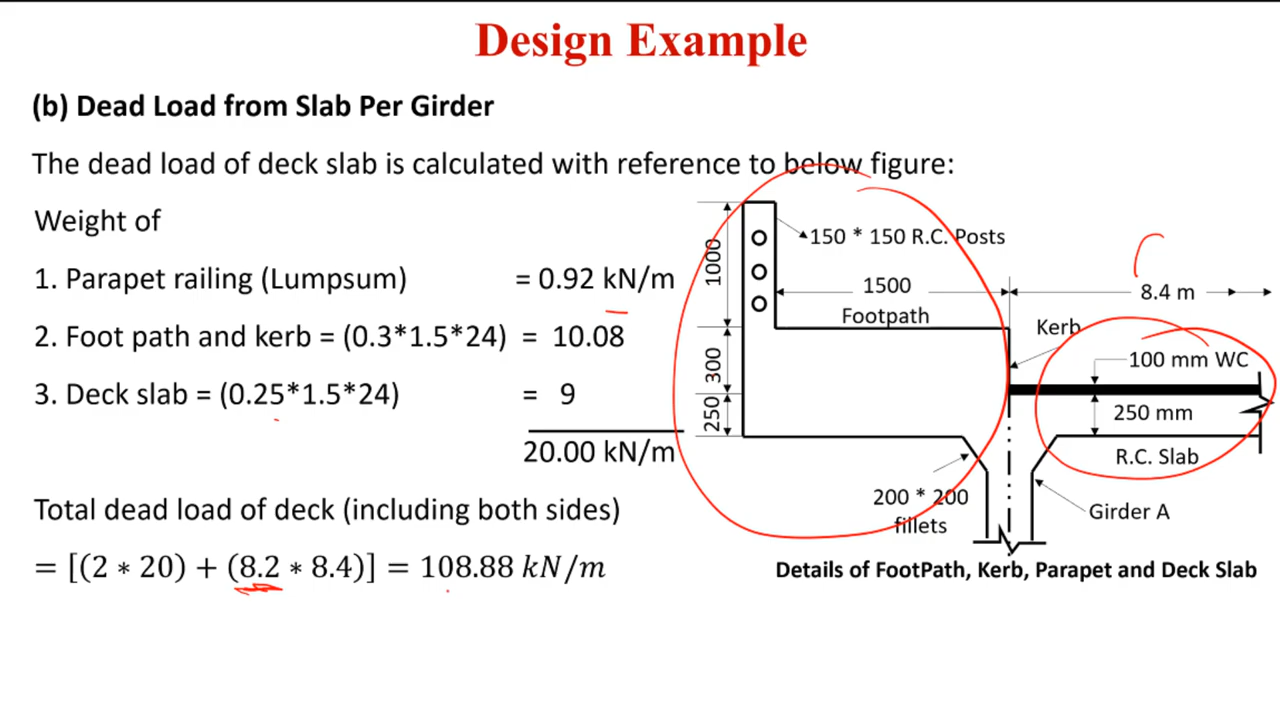 Design Example
(b) Dead Load from Slab Per Girder
The dead load of deck slab is calculated with reference to below figure:
Weight of
1. Parapet railing (Lumpsum) = 0.92 kN/m
2. Foot path and kerb = (0.3*1.5*24) = 10.08
3. Deck slab = (0.25*1.5*24) = 9
20.00 kN/m
Total dead load of deck (including both sides)
= [(2 * 20) + (8.2 * 8.4)] = 108.88 kN/m
150 * 150 R.C. Posts
1000
1500
Footpath
8.4 m
Kerb
300
100 mm WC
250
250 mm
R.C. Slab
200 * 200
fillets
Girder A
Details of FootPath, Kerb, Parapet and Deck Slab